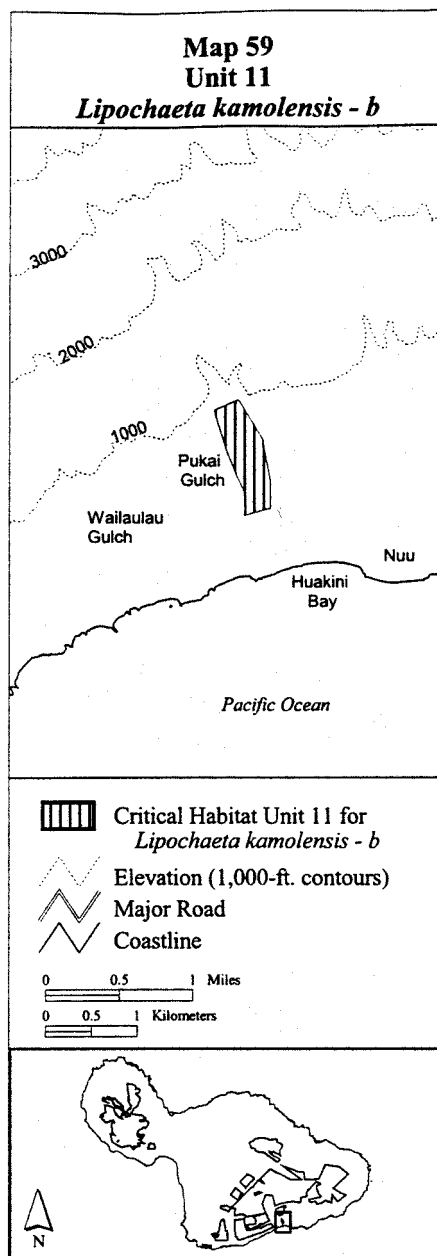 Map 59
Unit 11
Lipochaeta kamolensis - b
3000
2000
1000
Pukai
Gulch
Wailaulau
Gulch
Nuu
Huakini
Bay
Pacific Ocean
Critical Habitat Unit 11 for
Lipochaeta kamolensis - b
Elevation (1,000-ft. contours)
Major Road
Coastline
0 0.5 1 Miles
0 0.5 1 Kilometers
N